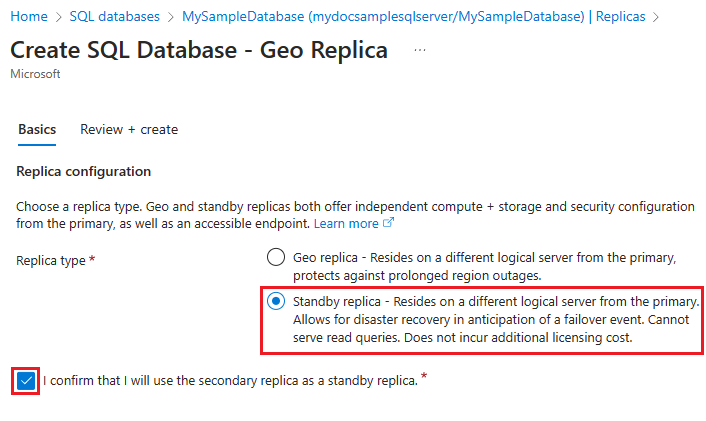 Home > SQL databases > MySampleDatabase (mydocsamplesqlserver/MySampleDatabase) | Replicas >
Create SQL Database - Geo Replica ...
Microsoft
Basics Review + create
Replica configuration
Choose a replica type. Geo and standby replicas both offer independent compute + storage and security configuration
from the primary, as well as an accessible endpoint. Learn more
Replica type *
Geo replica - Resides on a different logical server from the primary,
protects against prolonged region outages.
Standby replica - Resides on a different logical server from the primary.
Allows for disaster recovery in anticipation of a failover event. Cannot
serve read queries. Does not incur additional licensing cost.
I confirm that I will use the secondary replica as a standby replica. *